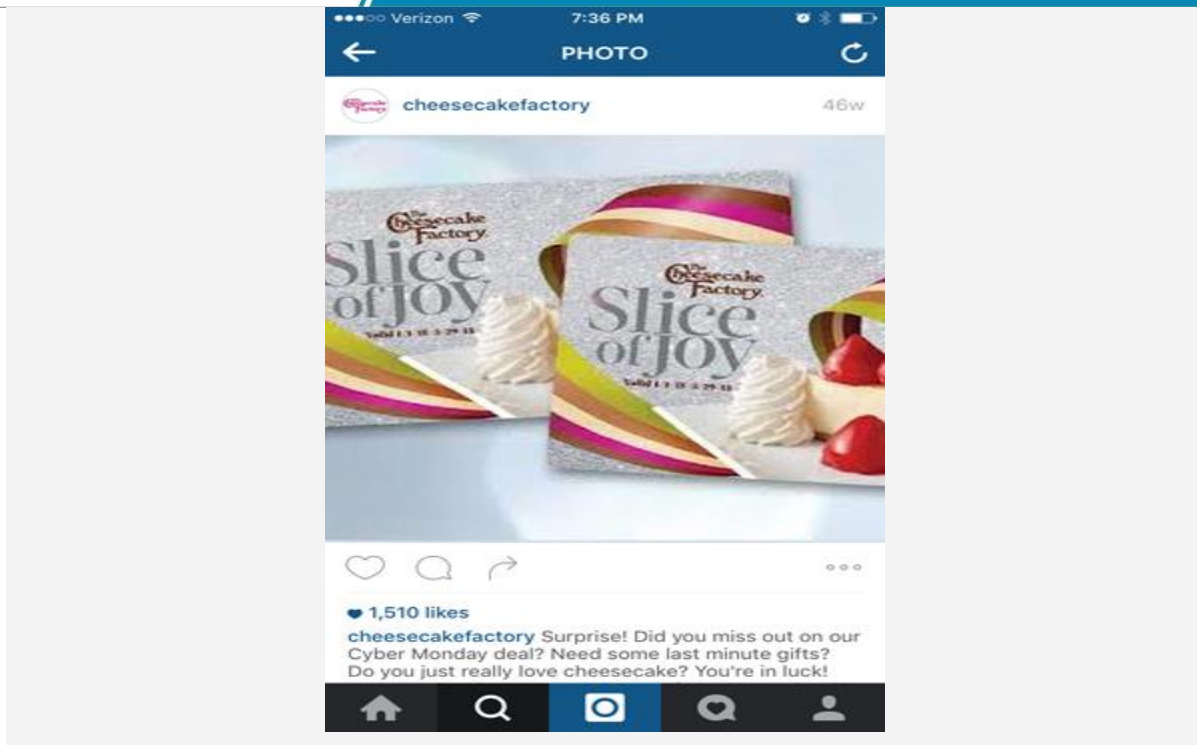 Verizon 7:36 PM
PHOTO
cheesecakefactory 46w
The
Cheesecake
Factory
Slice
of Joy
The
Cheesecake
Factory
Slice
of Joy
1,510 likes
cheesecakefactory Surprise! Did you miss out on our
Cyber Monday deal? Need some last minute gifts?
Do you just really love cheesecake? You're in luck!